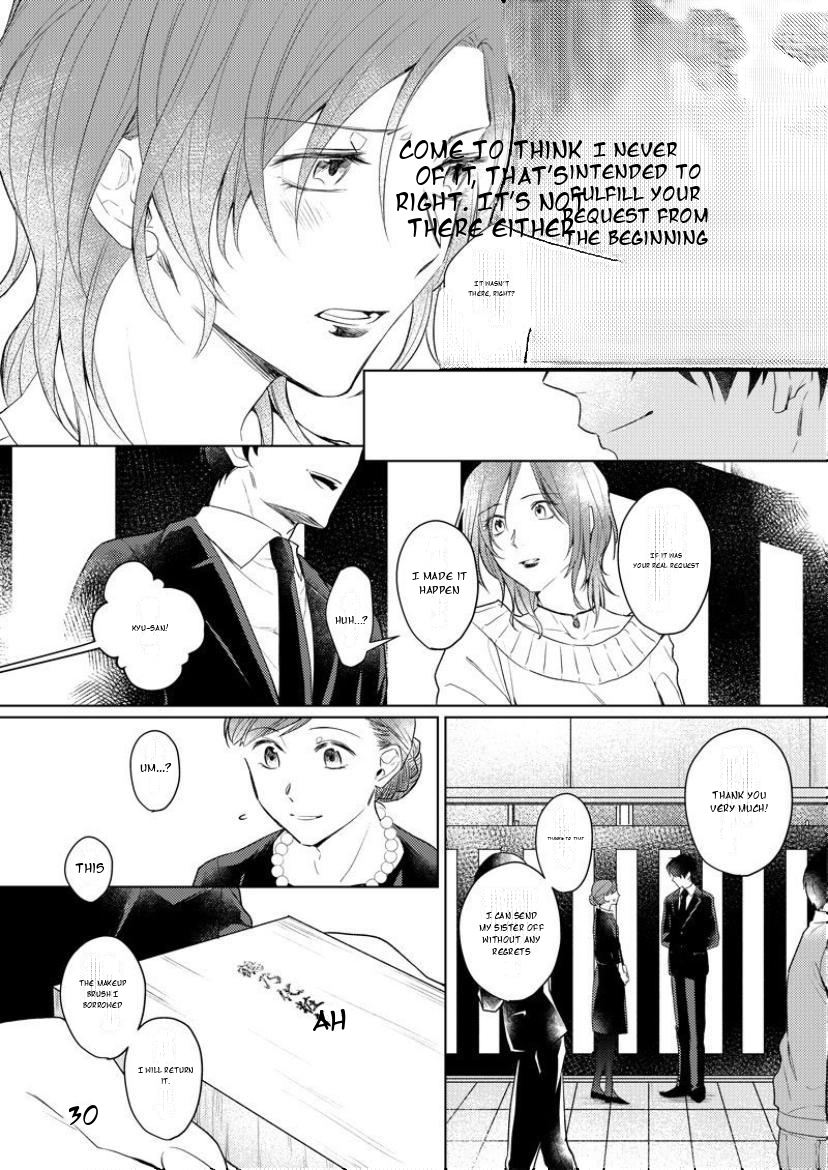 I NEVER
INTENDED TO
FULFILL YOUR
REQUEST FROM
THE BEGINNING
COME TO THINK
OF IT, THAT'S
RIGHT. IT'S NOT
THERE EITHER
IT WASN'T
THERE, RIGHT?
IF IT WAS
YOUR REAL REQUEST
I MADE IT
HAPPEN
HUH...?
KYU-SAN!
THANK YOU
VERY MUCH!
THANKS TO THAT
I CAN SEND
MY SISTER OFF
WITHOUT ANY
REGRETS
UM...?
THIS
THE MAKEUP
BRUSH I
BORROWED
I WILL RETURN
IT.
AH
30